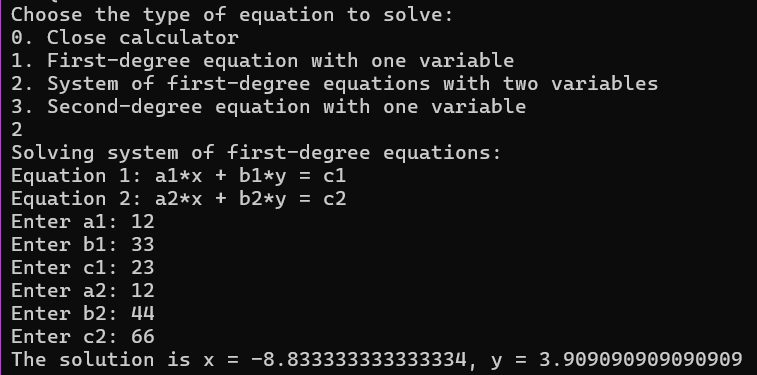 Choose the type of equation to solve:
0. Close calculator
1. First-degree equation with one variable
2. System of first-degree equations with two variables
3. Second-degree equation with one variable
2
Solving system of first-degree equations:
Equation 1: a1*x + b1*y = c1
Equation 2: a2*x + b2*y = c2
Enter a1: 12
Enter b1: 33
Enter c1: 23
Enter a2: 12
Enter b2: 44
Enter c2: 66
The solution is x = -8.833333333333334, y = 3.909090909090909